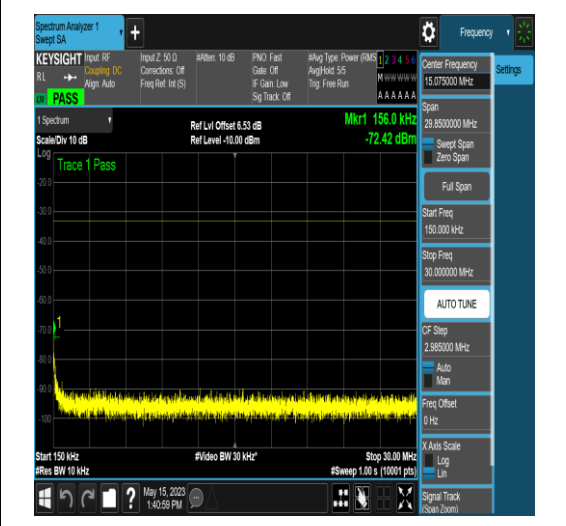 Spectrum Analyzer 1
Swept SA
Frequency
KEYSIGHT
RL
PASS
Input: RF
Coupling: DC
Align: Auto
Input Z: 50 Ω
Corrections: Off
Freq Ref: Int (S)
#Atten: 10 dB
PNO: Fast
Gate: Off
IF Gain: Low
Sig Track: Off
#Avg Type: Power (RMS
Avg|Hold: 5/5
Trig: Free Run
1 2 3 4 5 6
M W W W W W
A A A A A A
Center Frequency
15.075000 MHz
Settings
Span
29.8500000 MHz
Swept Span
Zero Span
Full Span
Start Freq
150.000 kHz
Stop Freq
30.000000 MHz
AUTO TUNE
CF Step
2.985000 MHz
Auto
Man
Freq Offset
0 Hz
X Axis Scale
Log
Lin
Signal Track
(Span Zoom)
1 Spectrum
Scale/Div 10 dB
Ref Lvl Offset 6.53 dB
Ref Level -10.00 dBm
Mkr1 156.0 kHz
-72.42 dBm
Log
Trace 1 Pass
-20.0
-30.0
-40.0
-50.0
-60.0
1
-80.0
-90.0
-100
Start 150 kHz
#Res BW 10 kHz
#Video BW 30 kHz*
Stop 30.00 MHz
#Sweep 1.00 s (10001 pts)
?
May 15, 2023
1:40:59 PM